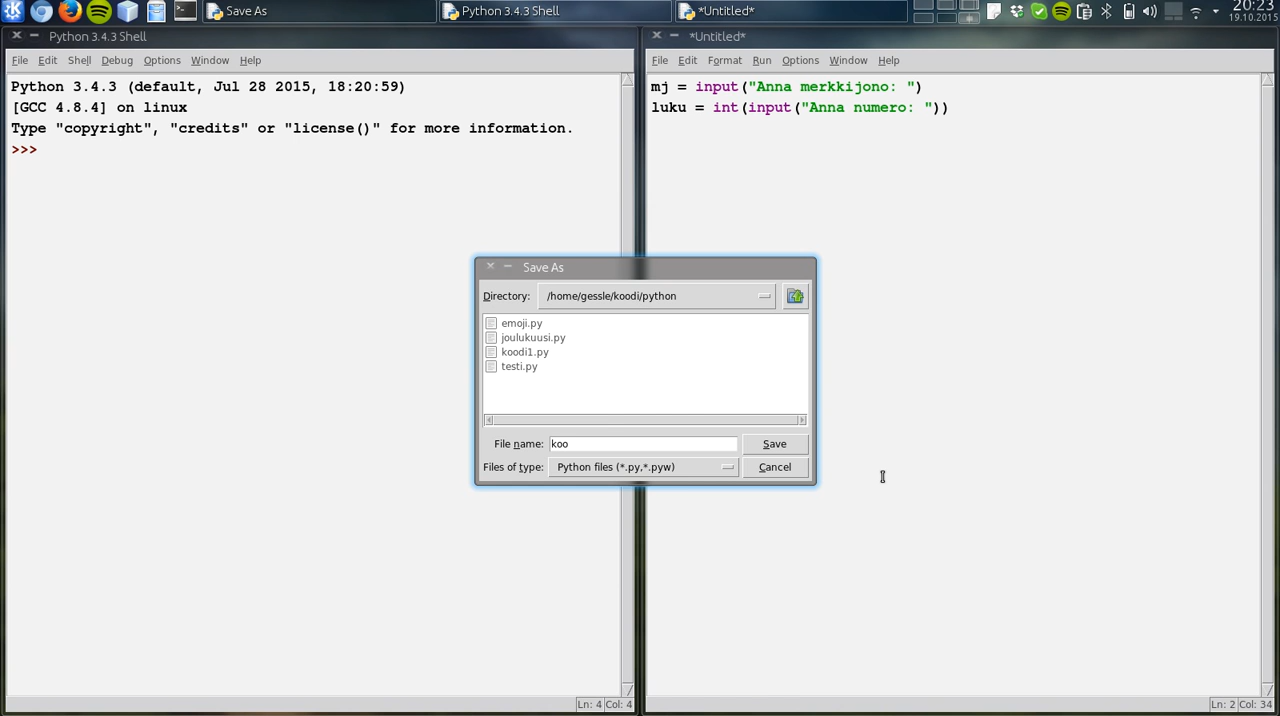 Save As
Python 3.4.3 Shell
*Untitled*
20:23
19.10.2015
Python 3.4.3 Shell
File Edit Shell Debug Options Window Help
Python 3.4.3 (default, Jul 28 2015, 18:20:59)
[GCC 4.8.4] on linux
Type "copyright", "credits" or "license()" for more information.
>>>
Ln: 4 Col: 4
*Untitled*
File Edit Format Run Options Window Help
mj = input("Anna merkkijono: ")
luku = int(input("Anna numero: "))
Ln: 2 Col: 34
Save As
Directory: /home/gessle/koodi/python
emoji.py
joulukuusi.py
koodi1.py
testi.py
File name: koo Save
Files of type: Python files (*.py,*.pyw) Cancel